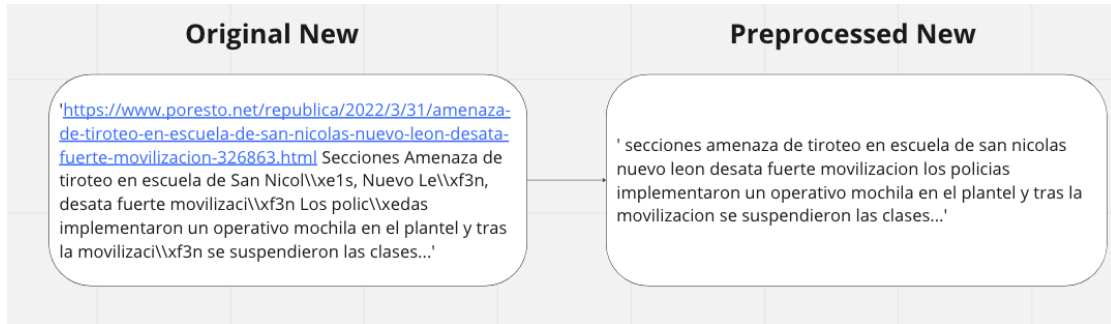 Original New
Preprocessed New
'https://www.poresto.net/republica/2022/3/31/amenaza-
de-tiroteo-en-escuela-de-san-nicolas-nuevo-leon-desata-
fuerte-movilizacion-326863.html Secciones Amenaza de
tiroteo en escuela de San Nicol\\xe1s, Nuevo Le\\xf3n,
desata fuerte movilizaci\\xf3n Los polic\\xedas
implementaron un operativo mochila en el plantel y tras
la movilizaci\\xf3n se suspendieron las clases...'
' secciones amenaza de tiroteo en escuela de san nicolas
nuevo leon desata fuerte movilizacion los policias
implementaron un operativo mochila en el plantel y tras la
movilizacion se suspendieron las clases...'